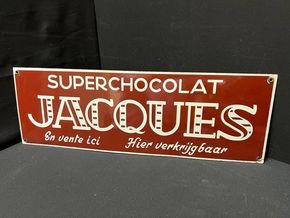 SUPERCHOCOLAT
JACQUES
En vente ici Hier verkrijgbaar